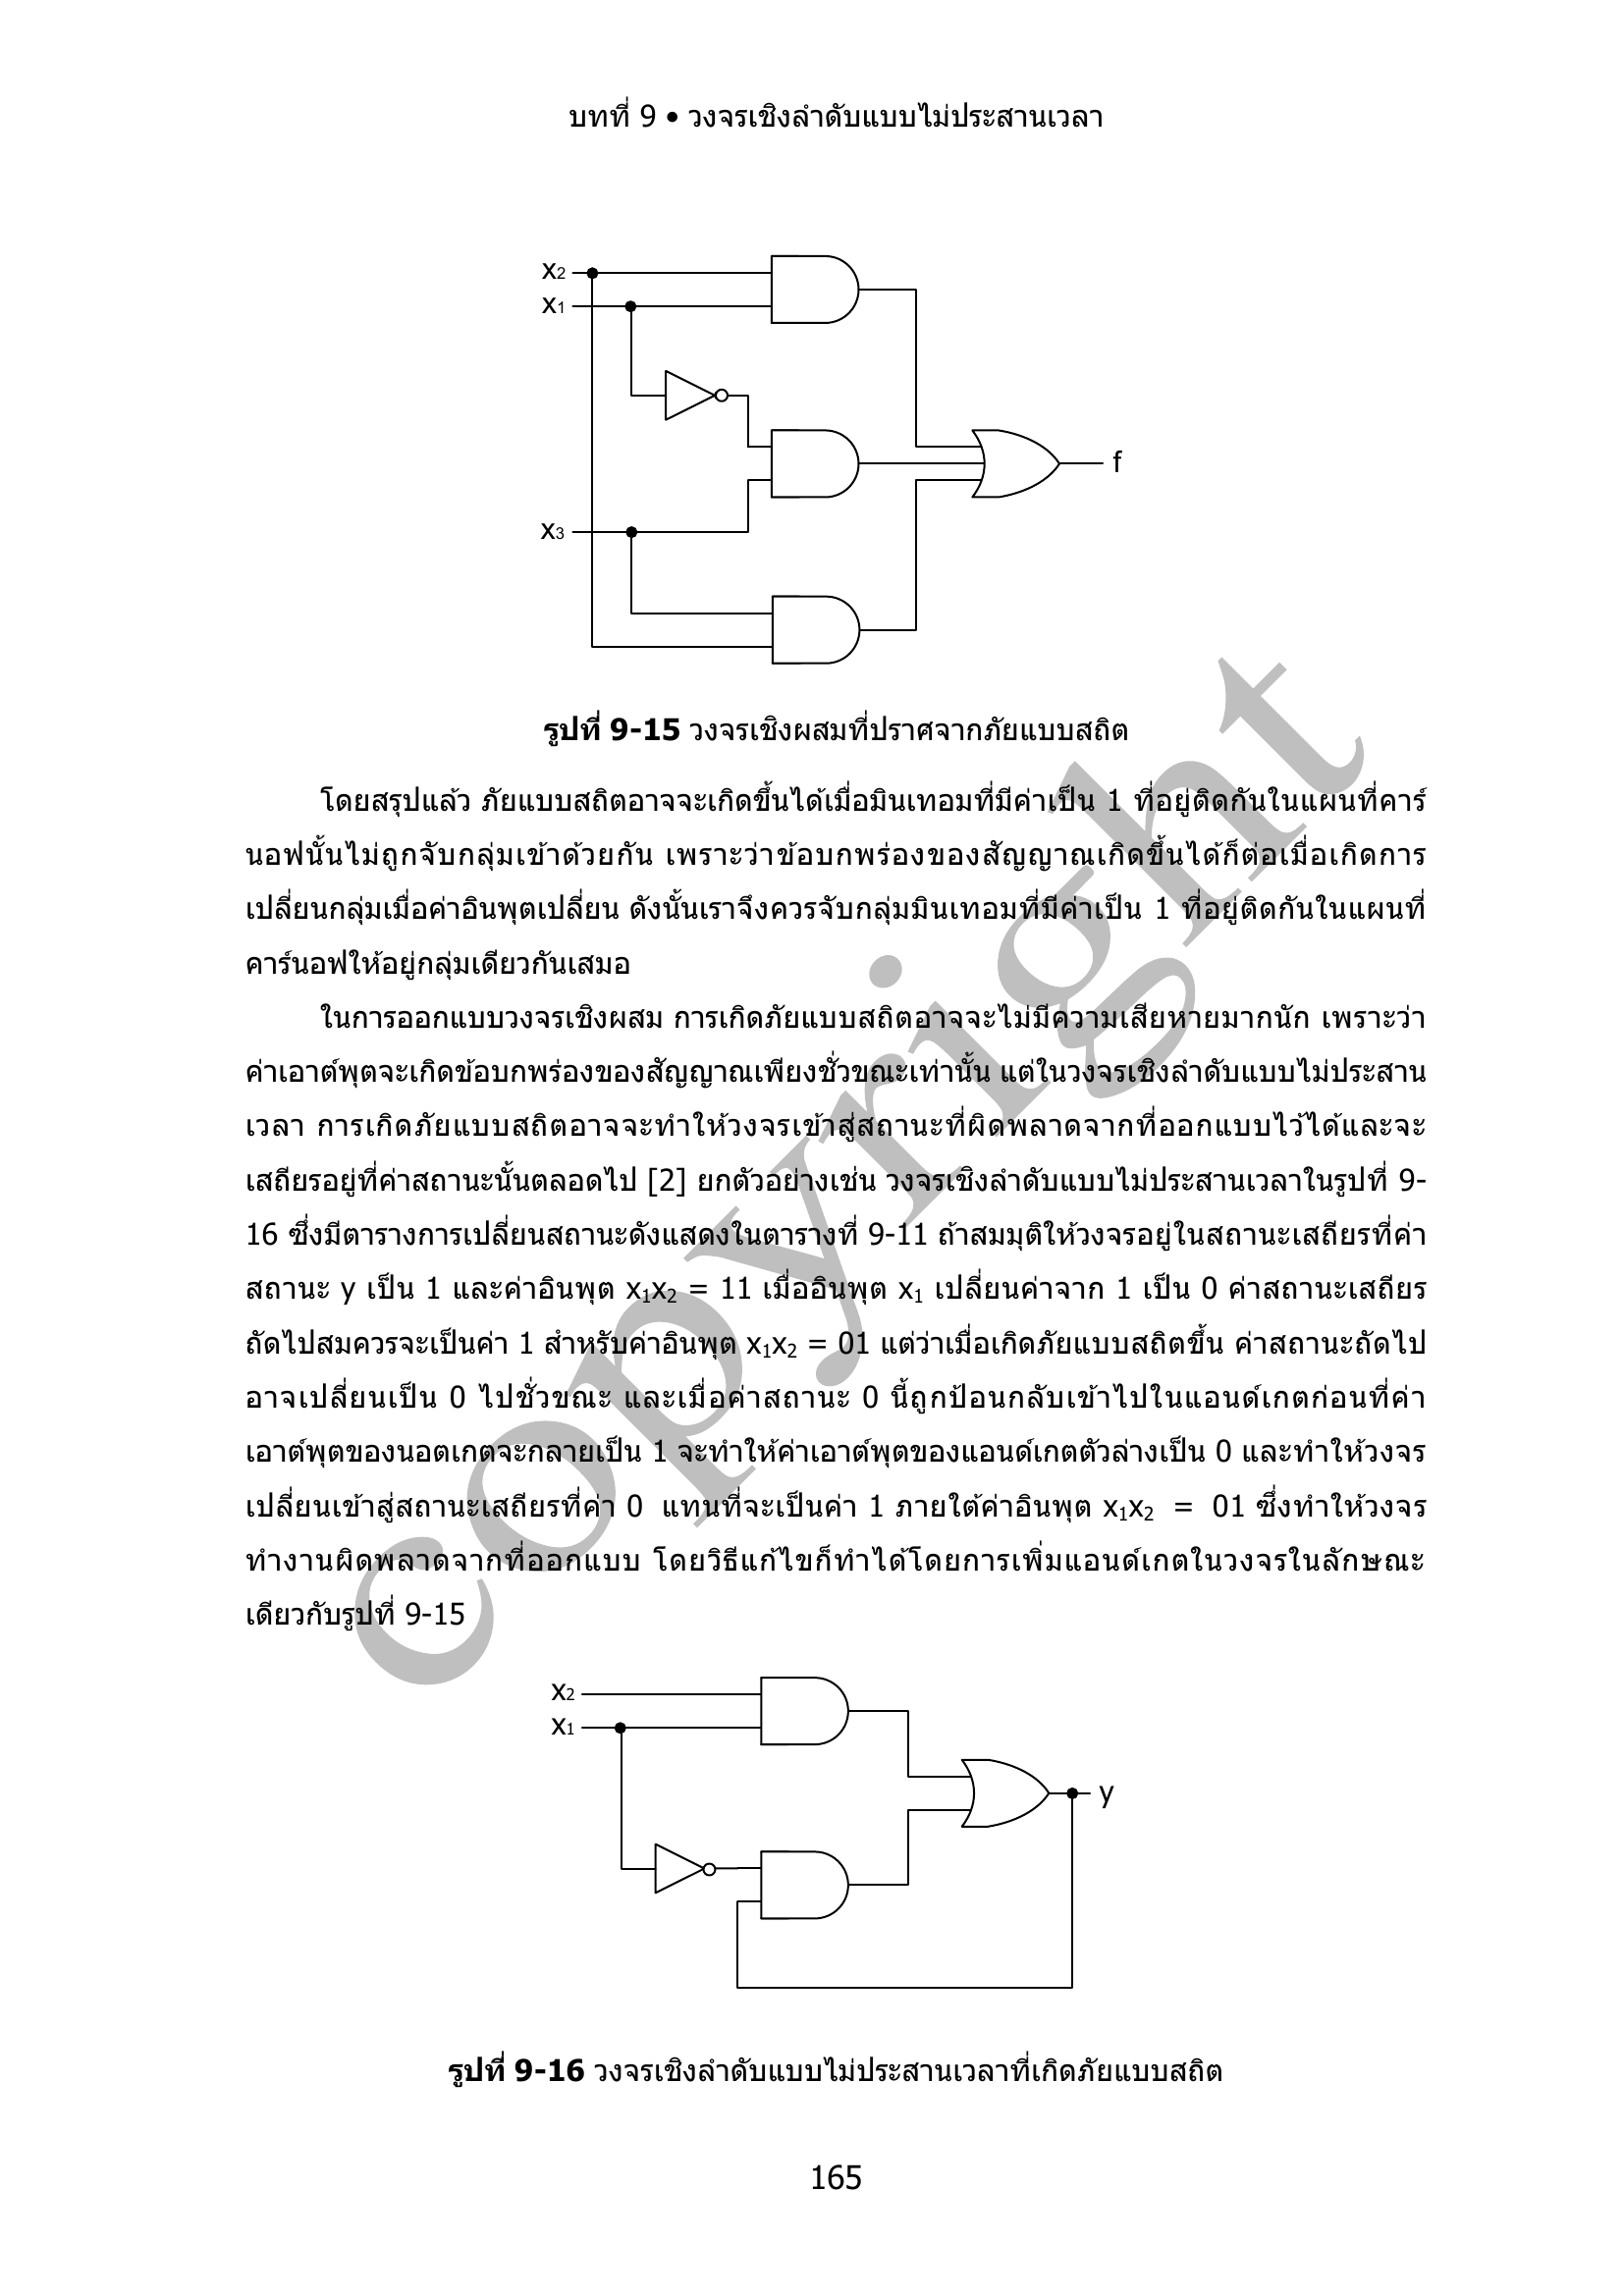 บทที่ 9 • วงจรเชิงลำดับแบบไม่ประสานเวลา
x2
x1
f
x3
รูปที่ 9-15 วงจรเชิงผสมที่ปราศจากภัยแบบสถิต
โดยสรุปแล้ว ภัยแบบสถิตอาจจะเกิดขึ้นได้เมื่อมินเทอมที่มีค่าเป็น 1 ที่อยู่ติดกันในแผนที่คาร์
นอฟนั้นไม่ถูกจับกลุ่มเข้าด้วยกัน เพราะว่าข้อบกพร่องของสัญญาณเกิดขึ้นได้ก็ต่อเมื่อเกิดการ
เปลี่ยนกลุ่มเมื่อค่าอินพุตเปลี่ยน ดังนั้นเราจึงควรจับกลุ่มมินเทอมที่มีค่าเป็น 1 ที่อยู่ติดกันในแผนที่
คาร์นอฟให้อยู่กลุ่มเดียวกันเสมอ
ในการออกแบบวงจรเชิงผสม การเกิดภัยแบบสถิตอาจจะไม่มีความเสียหายมากนัก เพราะว่า
ค่าเอาต์พุตจะเกิดข้อบกพร่องของสัญญาณเพียงชั่วขณะเท่านั้น แต่ในวงจรเชิงลำดับแบบไม่ประสาน
เวลา การเกิดภัยแบบสถิตอาจจะทำให้วงจรเข้าสู่สถานะที่ผิดพลาดจากที่ออกแบบไว้ได้และจะ
เสถียรอยู่ที่ค่าสถานะนั้นตลอดไป [2] ยกตัวอย่างเช่น วงจรเชิงลำดับแบบไม่ประสานเวลาในรูปที่ 9-
16 ซึ่งมีตารางการเปลี่ยนสถานะดังแสดงในตารางที่ 9-11 ถ้าสมมุติให้วงจรอยู่ในสถานะเสถียรที่ค่า
สถานะ y เป็น 1 และค่าอินพุต x1x2 = 11 เมื่ออินพุต x1 เปลี่ยนค่าจาก 1 เป็น 0 ค่าสถานะเสถียร
ถัดไปสมควรจะเป็นค่า 1 สำหรับค่าอินพุต x1x2 = 01 แต่ว่าเมื่อเกิดภัยแบบสถิตขึ้น ค่าสถานะถัดไป
อาจเปลี่ยนเป็น 0 ไปชั่วขณะ และเมื่อค่าสถานะ 0 นี้ถูกป้อนกลับเข้าไปในแอนด์เกตก่อนที่ค่า
เอาต์พุตของนอตเกตจะกลายเป็น 1 จะทำให้ค่าเอาต์พุตของแอนด์เกตตัวล่างเป็น 0 และทำให้วงจร
เปลี่ยนเข้าสู่สถานะเสถียรที่ค่า 0 แทนที่จะเป็นค่า 1 ภายใต้ค่าอินพุต x1x2 = 01 ซึ่งทำให้วงจร
ทำงานผิดพลาดจากที่ออกแบบ โดยวิธีแก้ไขก็ทำได้โดยการเพิ่มแอนด์เกตในวงจรในลักษณะ
เดียวกับรูปที่ 9-15
copyright
x2
x1
y
รูปที่ 9-16 วงจรเชิงลำดับแบบไม่ประสานเวลาที่เกิดภัยแบบสถิต
165